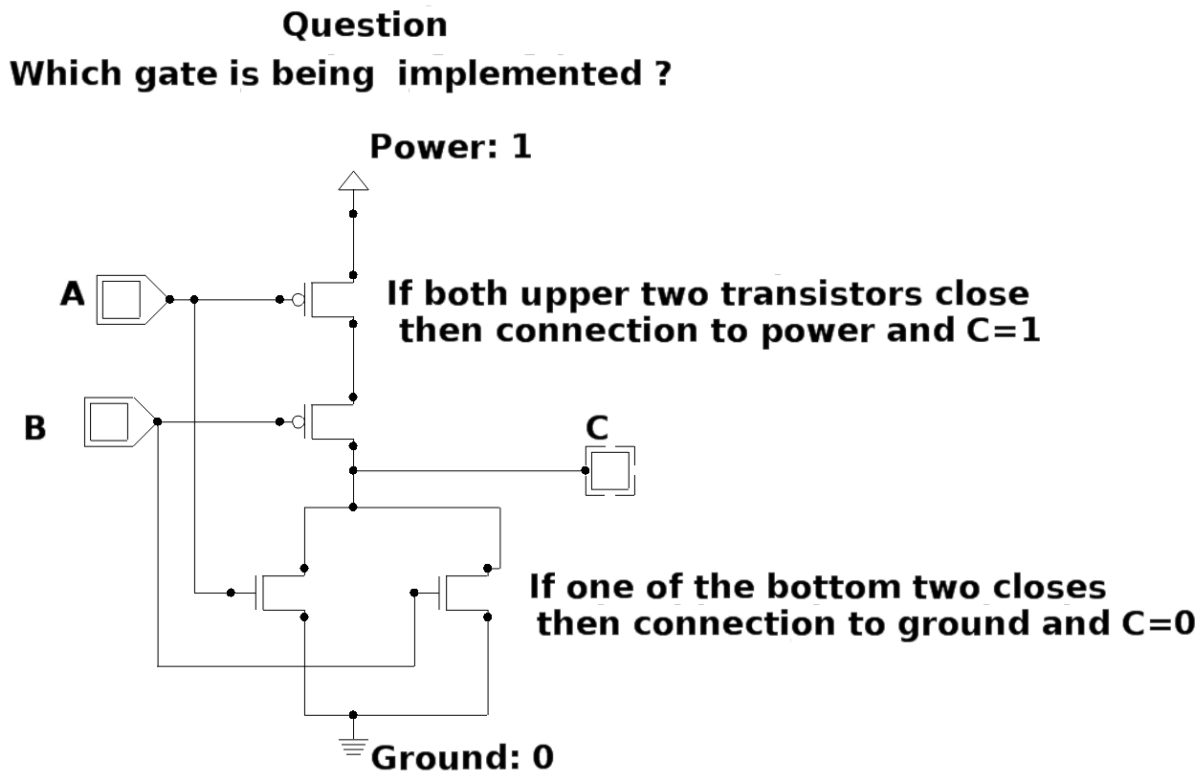 Question
Which gate is being implemented ?
Power: 1
A
If both upper two transistors close
then connection to power and C=1
B
C
If one of the bottom two closes
then connection to ground and C=0
Ground: 0